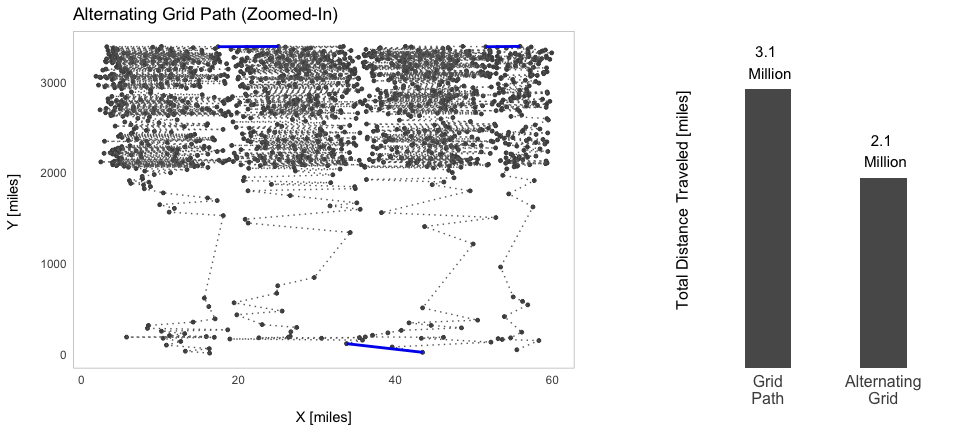 Alternating Grid Path (Zoomed-In)
3000
2000
1000
0
Y [miles]
0 20 40 60
X [miles]
Total Distance Traveled [miles]
3.1
Million
2.1
Million
Grid
Path
Alternating
Grid